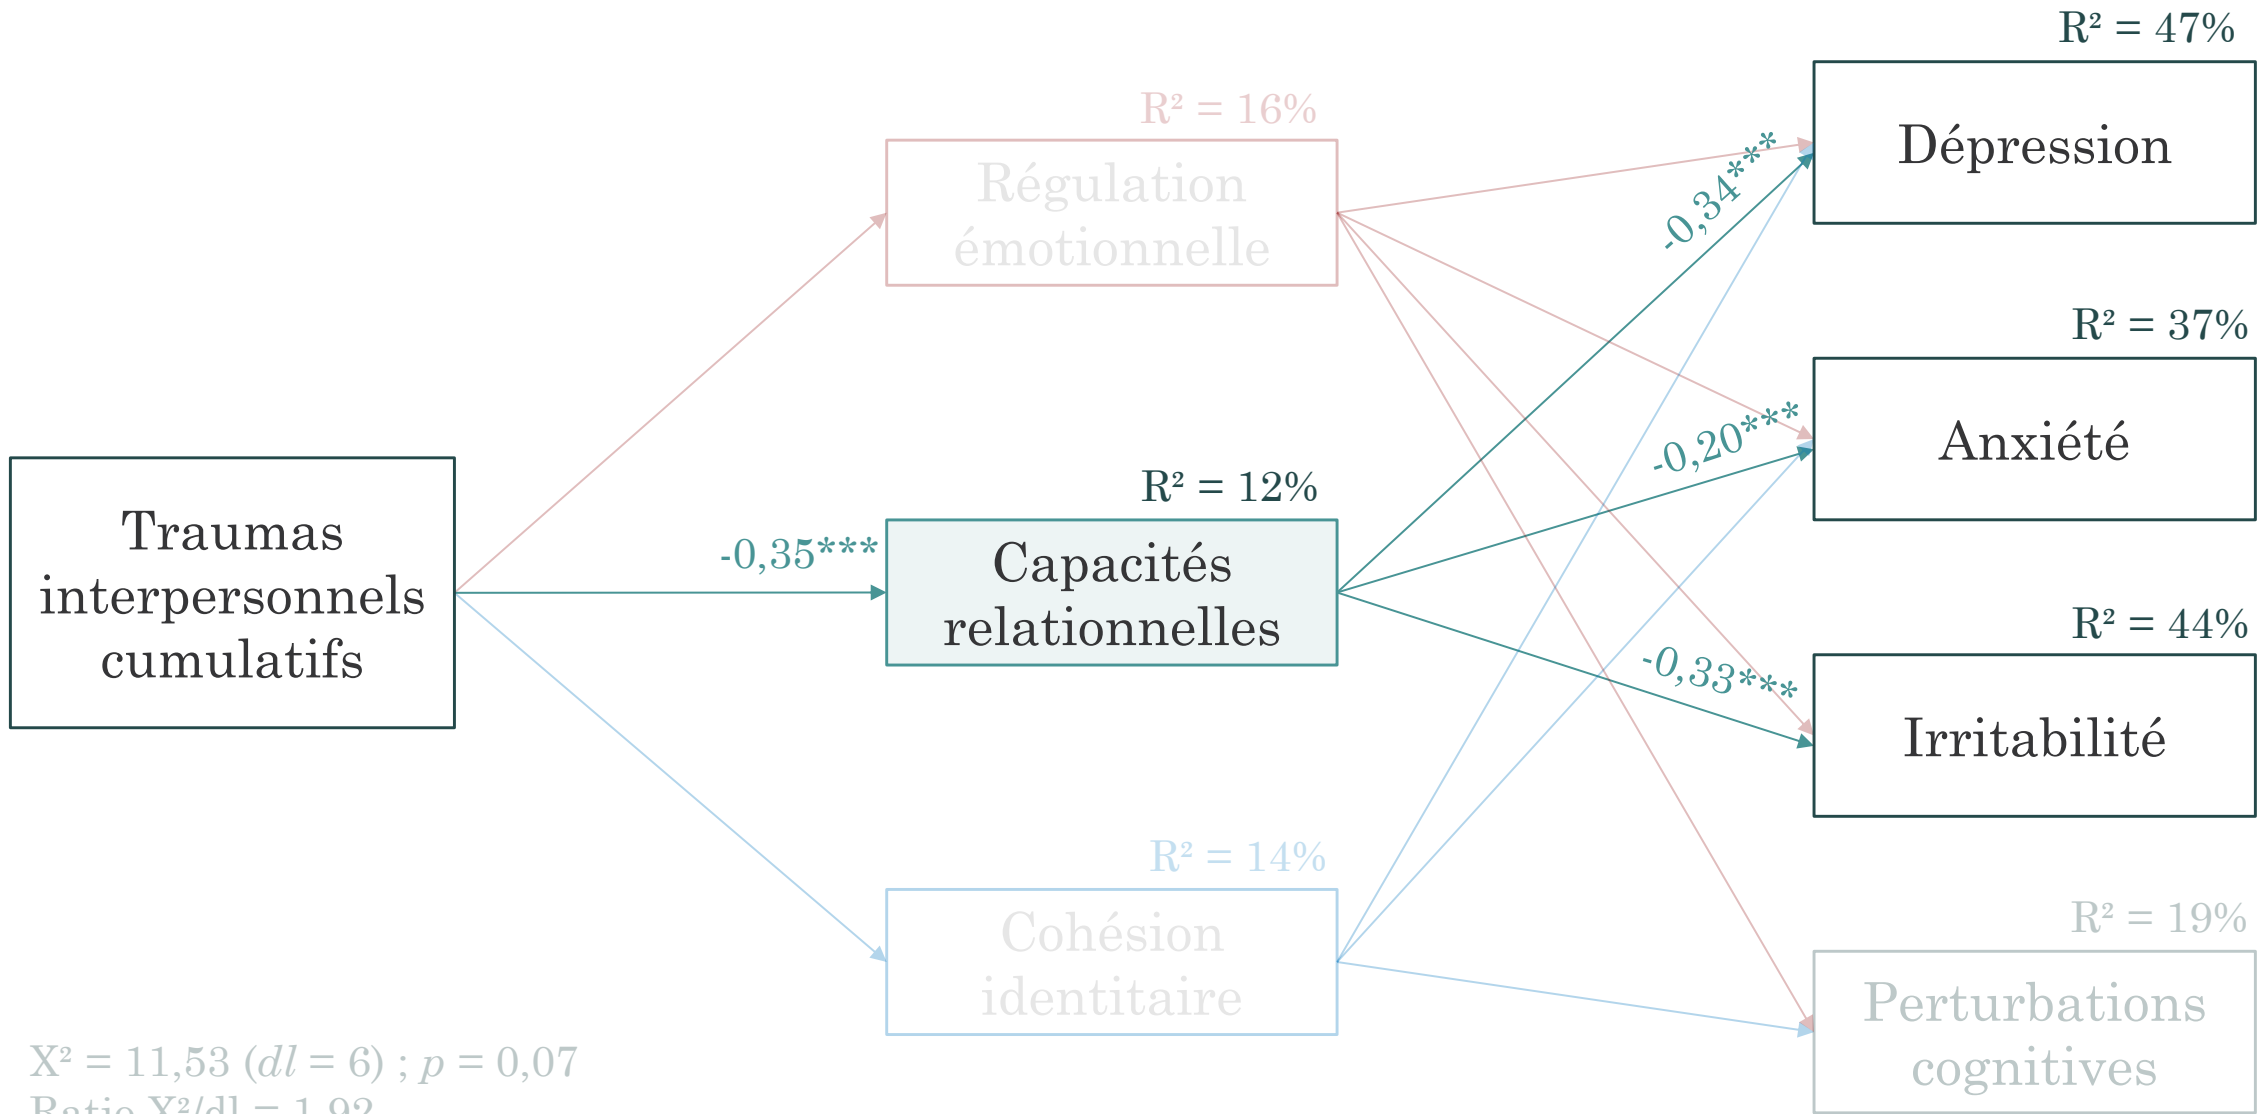 R² = 47%
Dépression
R² = 16%
Régulation
émotionnelle
-0,34***
R² = 37%
Anxiété
-0,20***
Traumas
interpersonnels
cumulatifs
-0,35***
R² = 12%
Capacités
relationnelles
R² = 44%
Irritabilité
-0,33***
R² = 14%
Cohésion
identitaire
R² = 19%
Perturbations
cognitives
X² = 11,53 (dl = 6) ; p = 0,07
Ratio X²/dl = 1,92